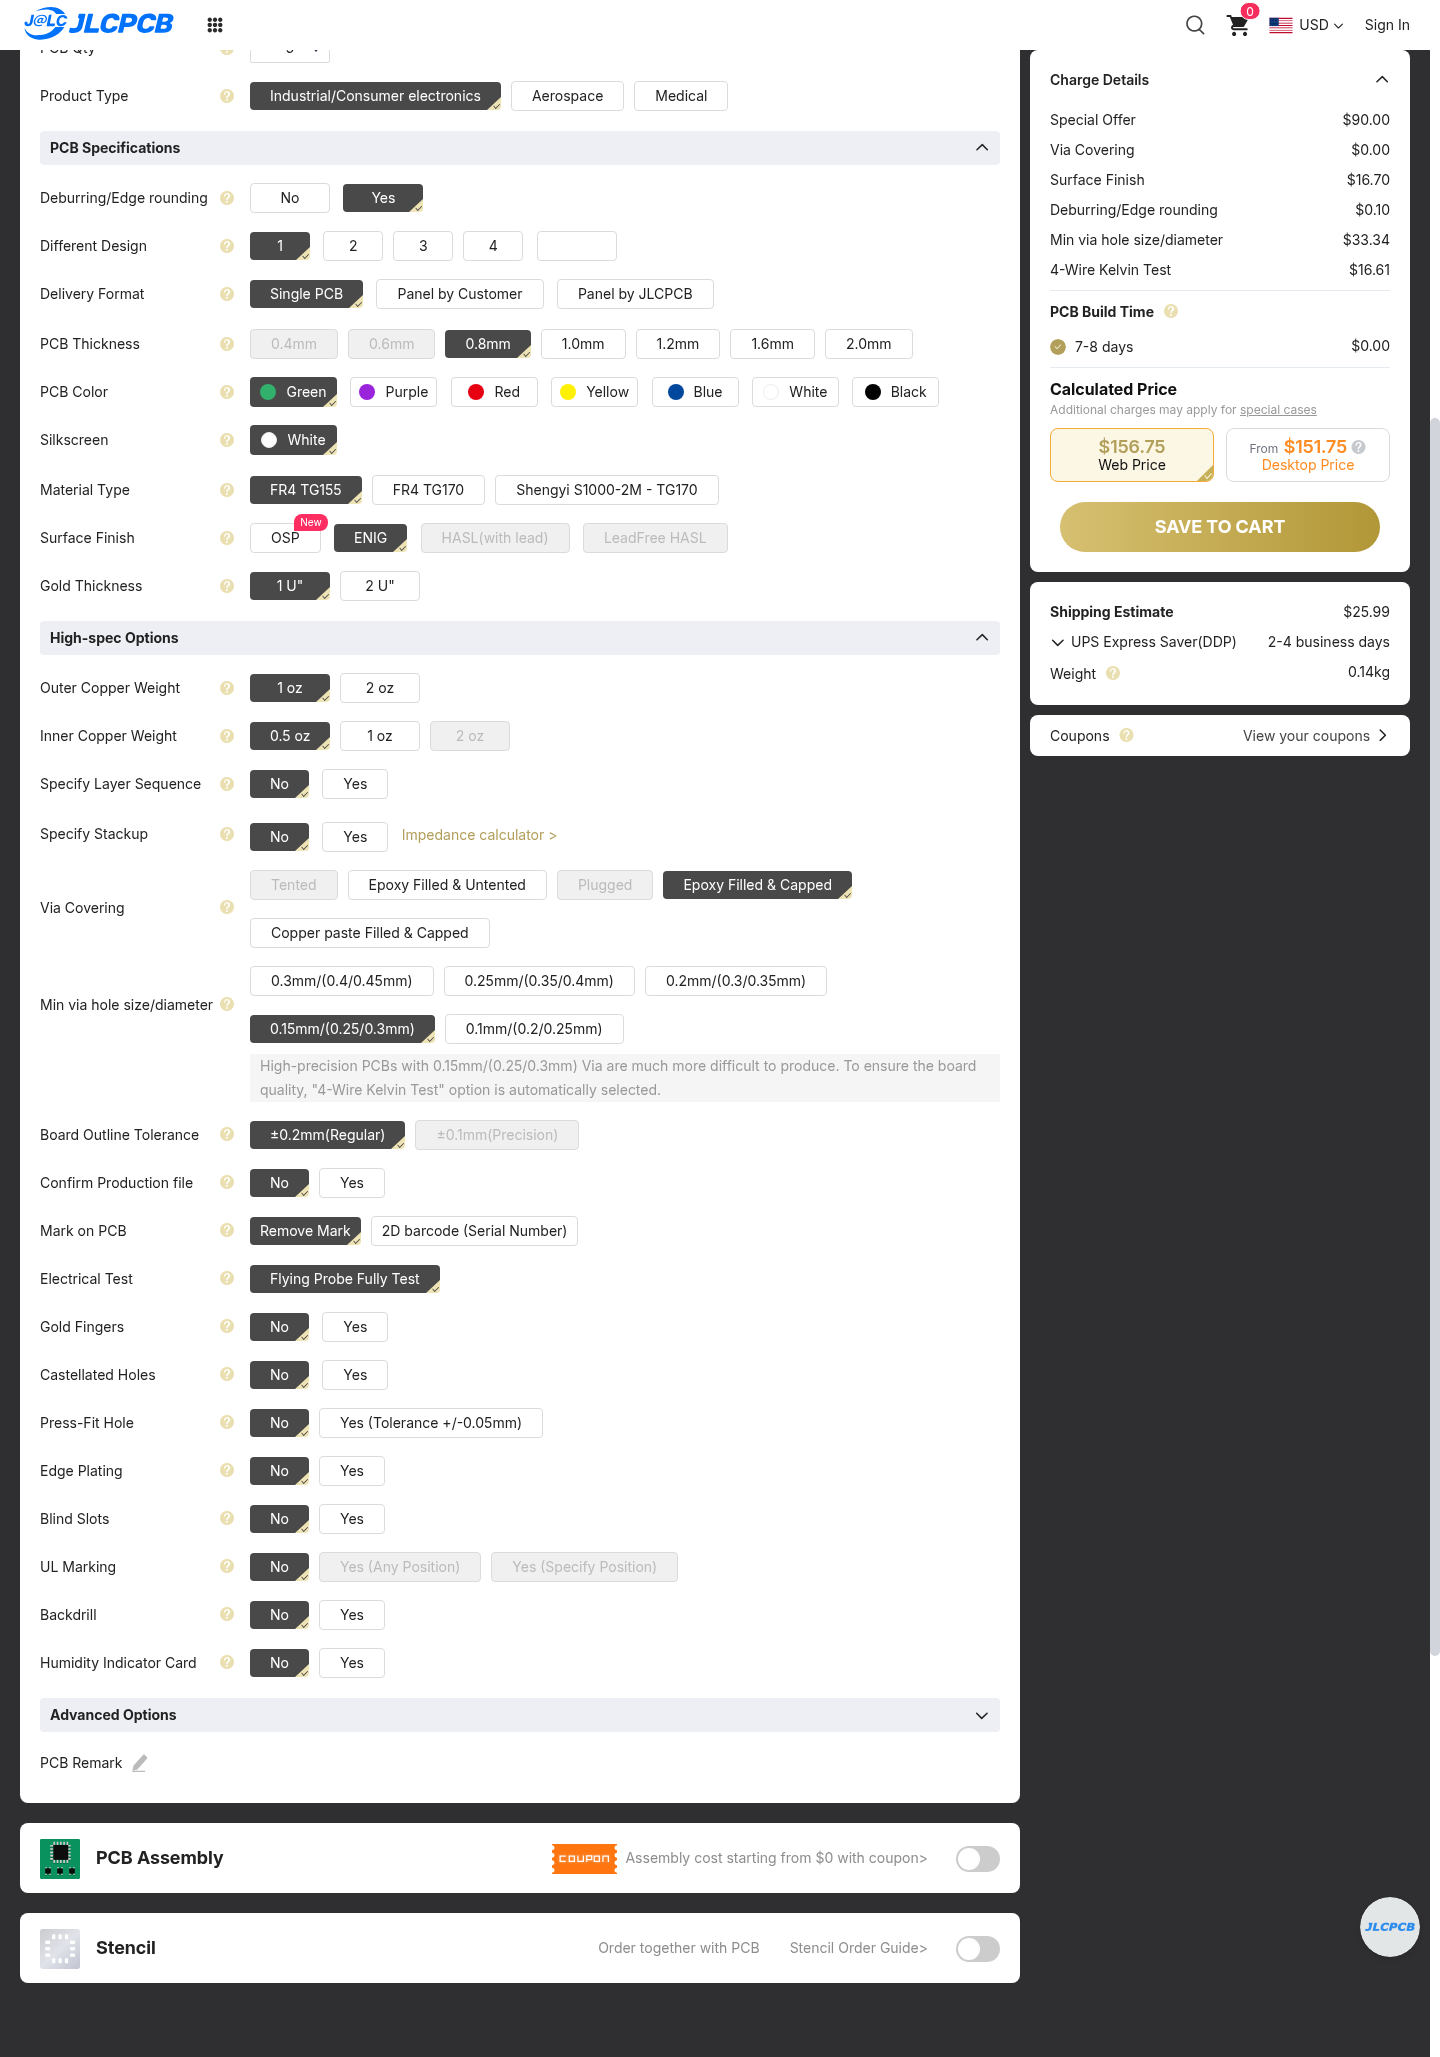 J@LC JLCPCB
0
USD
Sign In
PCB Qty
Product Type
Industrial/Consumer electronics
Aerospace
Medical
PCB Specifications
Deburring/Edge rounding
No
Yes
Different Design
1
2
3
4
Delivery Format
Single PCB
Panel by Customer
Panel by JLCPCB
PCB Thickness
0.4mm
0.6mm
0.8mm
1.0mm
1.2mm
1.6mm
2.0mm
PCB Color
Green
Purple
Red
Yellow
Blue
White
Black
Silkscreen
White
Material Type
FR4 TG155
FR4 TG170
Shengyi S1000-2M - TG170
Surface Finish
OSP
New
ENIG
HASL(with lead)
LeadFree HASL
Gold Thickness
1 U"
2 U"
High-spec Options
Outer Copper Weight
1 oz
2 oz
Inner Copper Weight
0.5 oz
1 oz
2 oz
Specify Layer Sequence
No
Yes
Specify Stackup
No
Yes
Impedance calculator >
Via Covering
Tented
Epoxy Filled & Untented
Plugged
Epoxy Filled & Capped
Copper paste Filled & Capped
Min via hole size/diameter
0.3mm/(0.4/0.45mm)
0.25mm/(0.35/0.4mm)
0.2mm/(0.3/0.35mm)
0.15mm/(0.25/0.3mm)
0.1mm/(0.2/0.25mm)
High-precision PCBs with 0.15mm/(0.25/0.3mm) Via are much more difficult to produce. To ensure the board
quality, "4-Wire Kelvin Test" option is automatically selected.
Board Outline Tolerance
±0.2mm(Regular)
±0.1mm(Precision)
Confirm Production file
No
Yes
Mark on PCB
Remove Mark
2D barcode (Serial Number)
Electrical Test
Flying Probe Fully Test
Gold Fingers
No
Yes
Castellated Holes
No
Yes
Press-Fit Hole
No
Yes (Tolerance +/-0.05mm)
Edge Plating
No
Yes
Blind Slots
No
Yes
UL Marking
No
Yes (Any Position)
Yes (Specify Position)
Backdrill
No
Yes
Humidity Indicator Card
No
Yes
Advanced Options
PCB Remark
PCB Assembly
COUPON
Assembly cost starting from $0 with coupon>
Stencil
Order together with PCB
Stencil Order Guide>
Charge Details
Special Offer $90.00
Via Covering $0.00
Surface Finish $16.70
Deburring/Edge rounding $0.10
Min via hole size/diameter $33.34
4-Wire Kelvin Test $16.61
PCB Build Time
7-8 days $0.00
Calculated Price
Additional charges may apply for special cases
$156.75
Web Price
From $151.75
Desktop Price
SAVE TO CART
Shipping Estimate $25.99
UPS Express Saver(DDP) 2-4 business days
Weight 0.14kg
Coupons View your coupons
JLCPCB